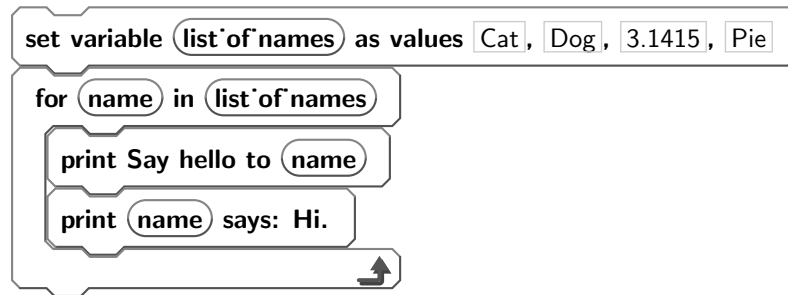 set variable list˙of˙names as values Cat, Dog, 3.1415, Pie
for name in list˙of˙names
print Say hello to name
print name says: Hi.